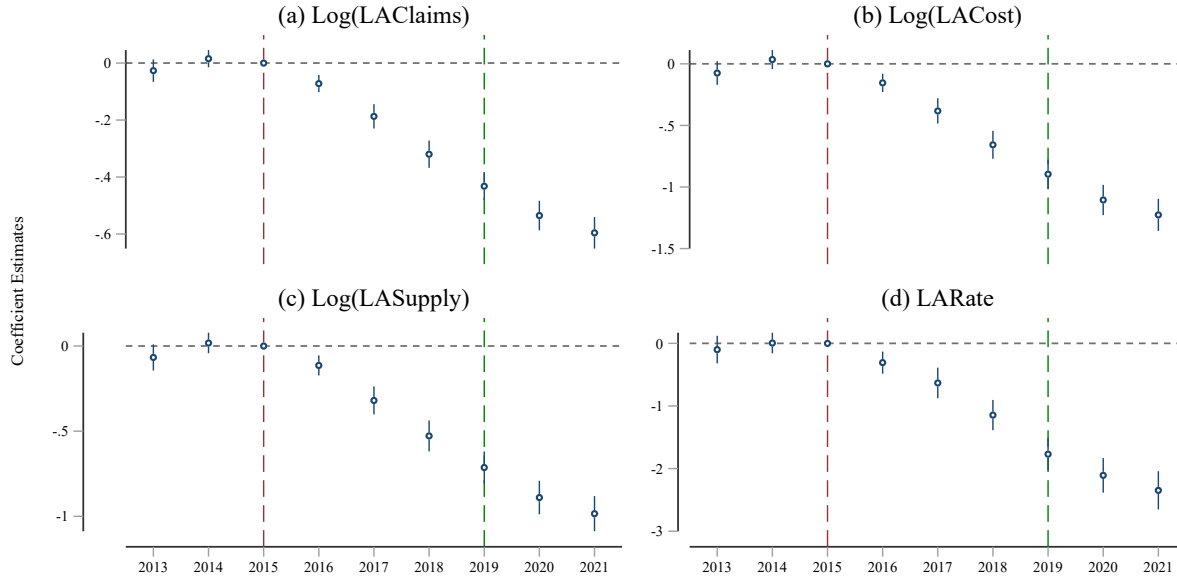 (a) Log(LAClaims)
0
-.2
-.4
-.6
(b) Log(LACost)
0
-.5
-1
-1.5
Coefficient Estimates
(c) Log(LASupply)
0
-.5
-1
2013 2014 2015 2016 2017 2018 2019 2020 2021
(d) LARate
0
-1
-2
-3
2013 2014 2015 2016 2017 2018 2019 2020 2021